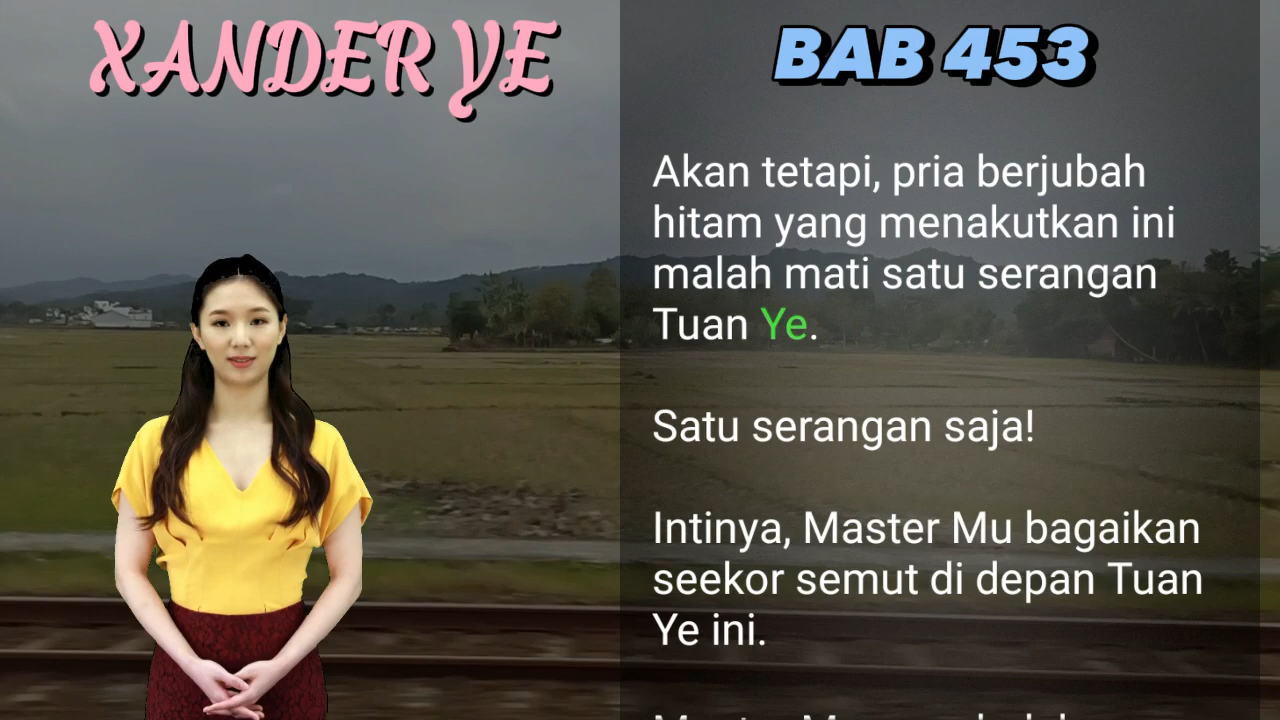 XANDER YE
BAB 453
Akan tetapi, pria berjubah
hitam yang menakutkan ini
malah mati satu serangan
Tuan Ye.
Satu serangan saja!
Intinya, Master Mu bagaikan
seekor semut di depan Tuan
Ye ini.